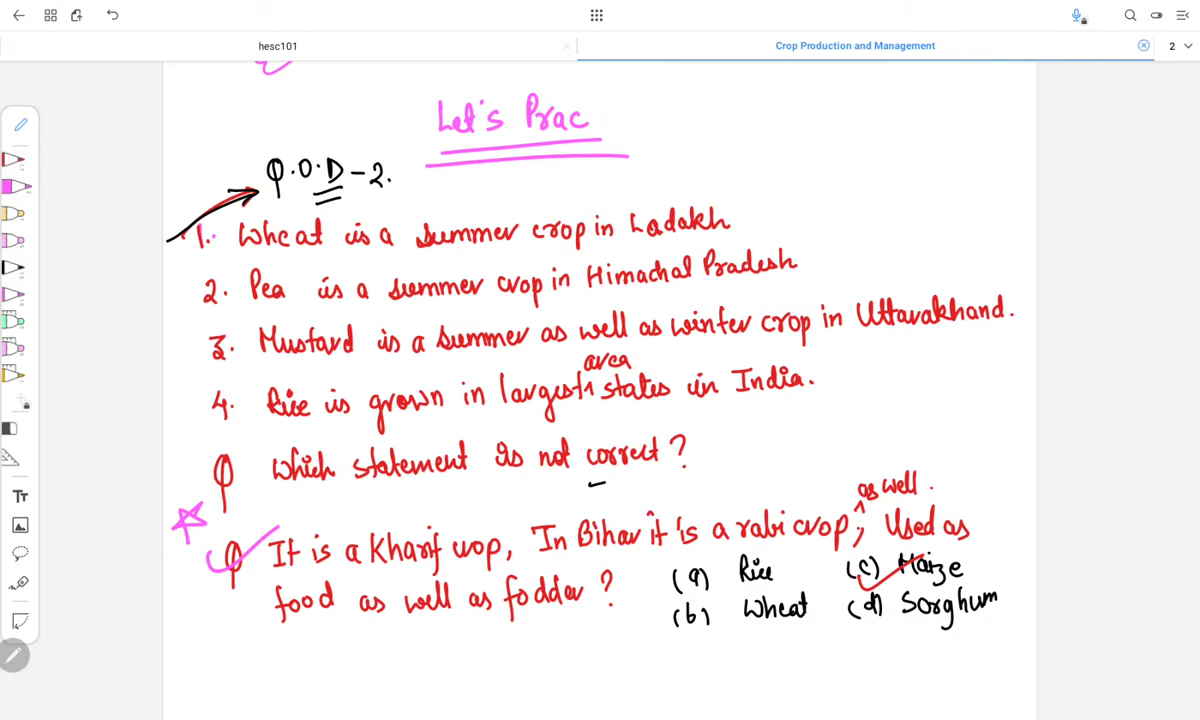 hesc101
Crop Production and Management
2
Let's Prac
Q.O.D-2.
1. Wheat is a summer crop in Ladakh
2. Pea is a summer crop in Himachal Pradesh
3. Mustard is a summer as well as winter crop in Uttarakhand.
area
4. Rice is grown in largest states in India.
Q Which statement is not correct?
as well.
Q It is a Kharif crop, In Bihar it is a rabi crop; Used as
food as well as fodder?
(a) Rice (c) Maize
(b) Wheat (d) Sorghum
TT